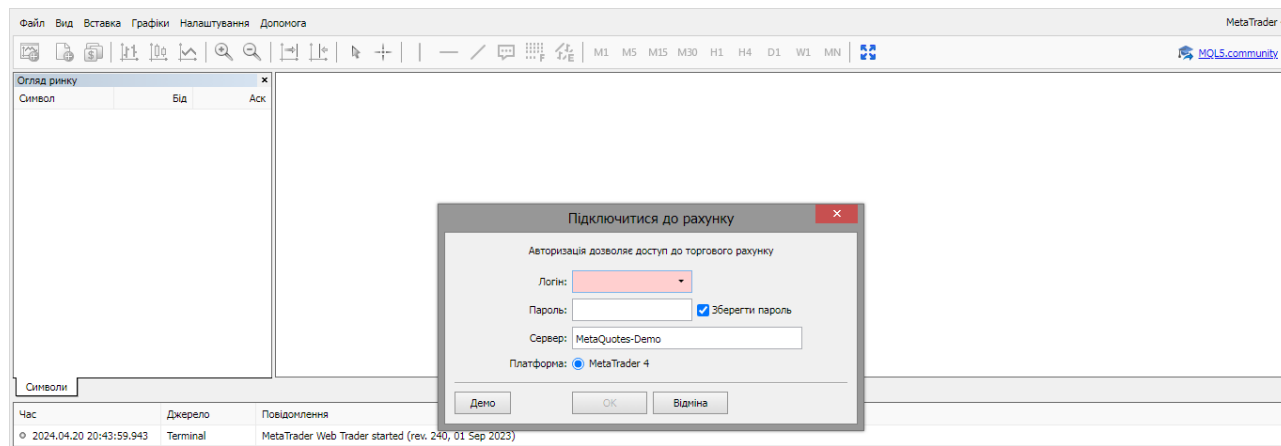 Файл Вид Вставка Графіки Налаштування Допомога MetaTrader
M1 M5 M15 M30 H1 H4 D1 W1 MN MQL5.community
Огляд ринку
Символ Бід Аск
Підключитися до рахунку
Авторизація дозволяє доступ до торгового рахунку
Логін:
Пароль: Зберегти пароль
Сервер: MetaQuotes-Demo
Платформа: MetaTrader 4
Демо OK Відміна
Символи
Час Джерело Повідомлення
2024.04.20 20:43:59.943 Terminal MetaTrader Web Trader started (rev. 240, 01 Sep 2023)